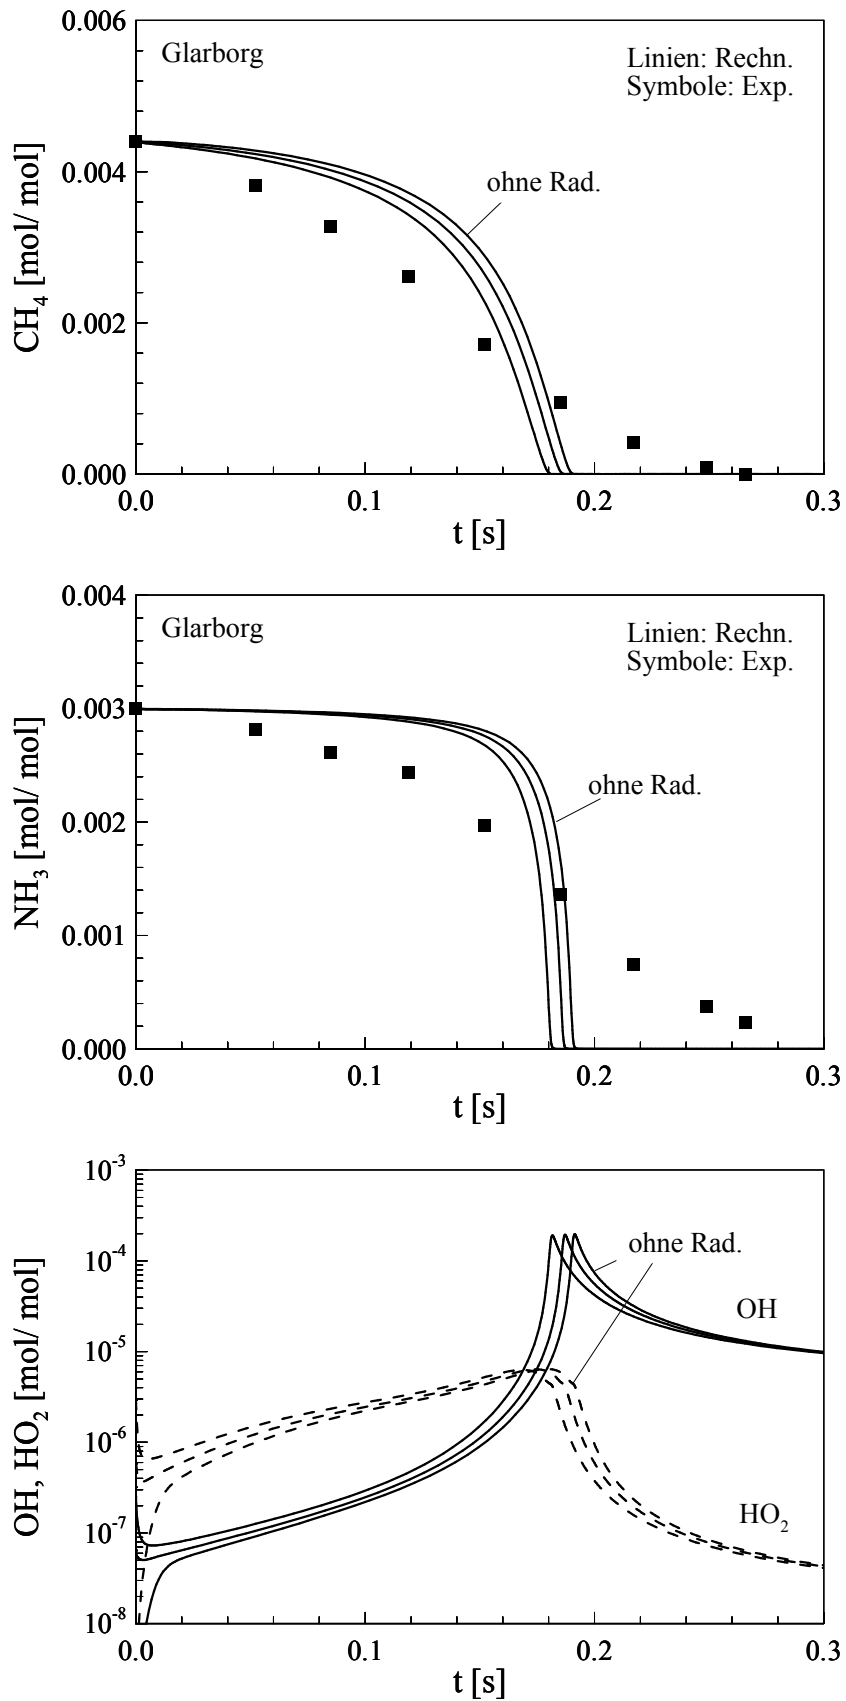 0.006
Glarborg
Linien: Rechn.
Symbole: Exp.
0.004
ohne Rad.
CH4 [mol/ mol]
0.002
0.000
0.0 0.1 0.2 0.3
t [s]
0.004
Glarborg
Linien: Rechn.
Symbole: Exp.
0.003
ohne Rad.
NH3 [mol/ mol]
0.002
0.001
0.000
0.0 0.1 0.2 0.3
t [s]
10-3
ohne Rad.
10-4
OH
OH, HO2 [mol/ mol]
10-5
10-6
HO2
10-7
10-8
0.0 0.1 0.2 0.3
t [s]